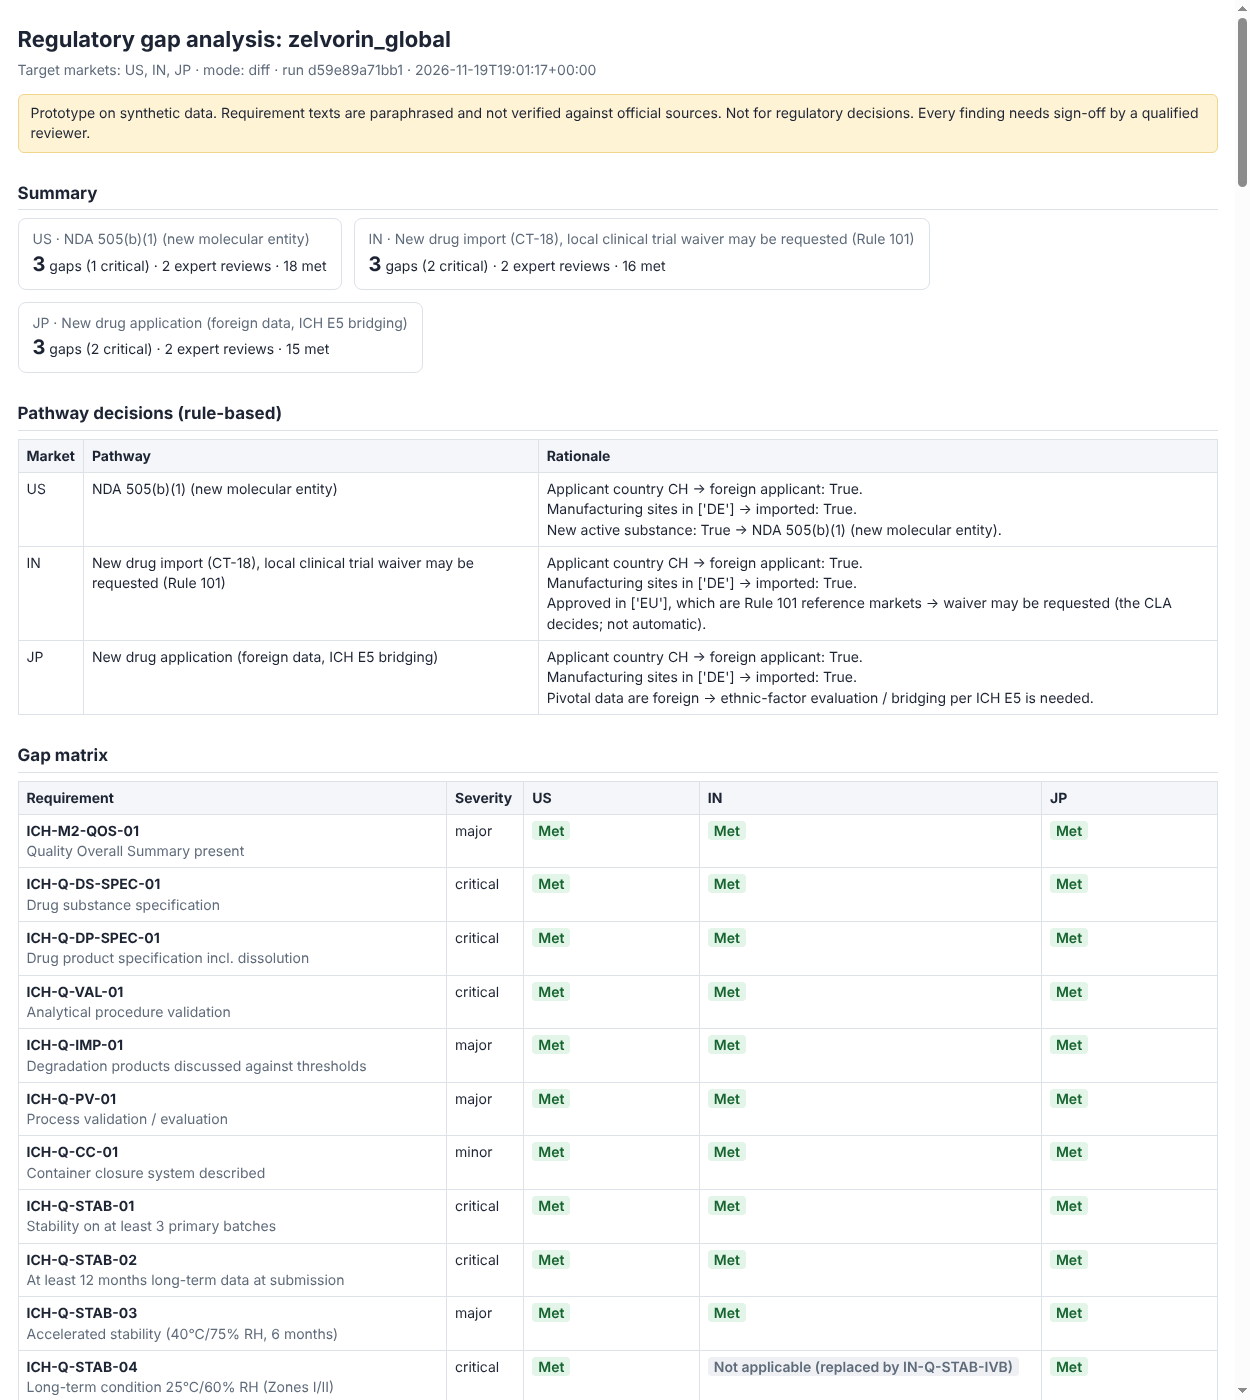 Regulatory gap analysis: zelvorin_global
Target markets: US, IN, JP · mode: diff · run d59e89a71bb1 · 2026-11-19T19:01:17+00:00
Prototype on synthetic data. Requirement texts are paraphrased and not verified against official sources. Not for regulatory decisions. Every finding needs sign-off by a qualified
reviewer.
Summary
US · NDA 505(b)(1) (new molecular entity)
3 gaps (1 critical) · 2 expert reviews · 18 met
IN · New drug import (CT-18), local clinical trial waiver may be requested (Rule 101)
3 gaps (2 critical) · 2 expert reviews · 16 met
JP · New drug application (foreign data, ICH E5 bridging)
3 gaps (2 critical) · 2 expert reviews · 15 met
Pathway decisions (rule-based)
Market Pathway Rationale
US NDA 505(b)(1) (new molecular entity) Applicant country CH → foreign applicant: True.
Manufacturing sites in ['DE'] → imported: True.
New active substance: True → NDA 505(b)(1) (new molecular entity).
IN New drug import (CT-18), local clinical trial waiver may be Applicant country CH → foreign applicant: True.
requested (Rule 101) Manufacturing sites in ['DE'] → imported: True.
Approved in ['EU'], which are Rule 101 reference markets → waiver may be requested (the CLA
decides; not automatic).
JP New drug application (foreign data, ICH E5 bridging) Applicant country CH → foreign applicant: True.
Manufacturing sites in ['DE'] → imported: True.
Pivotal data are foreign → ethnic-factor evaluation / bridging per ICH E5 is needed.
Gap matrix
Requirement Severity US IN JP
ICH-M2-QOS-01 major Met Met Met
Quality Overall Summary present
ICH-Q-DS-SPEC-01 critical Met Met Met
Drug substance specification
ICH-Q-DP-SPEC-01 critical Met Met Met
Drug product specification incl. dissolution
ICH-Q-VAL-01 critical Met Met Met
Analytical procedure validation
ICH-Q-IMP-01 major Met Met Met
Degradation products discussed against thresholds
ICH-Q-PV-01 major Met Met Met
Process validation / evaluation
ICH-Q-CC-01 minor Met Met Met
Container closure system described
ICH-Q-STAB-01 critical Met Met Met
Stability on at least 3 primary batches
ICH-Q-STAB-02 critical Met Met Met
At least 12 months long-term data at submission
ICH-Q-STAB-03 major Met Met Met
Accelerated stability (40°C/75% RH, 6 months)
ICH-Q-STAB-04 critical Met Not applicable (replaced by IN-Q-STAB-IVB) Met
Long-term condition 25°C/60% RH (Zones I/II)